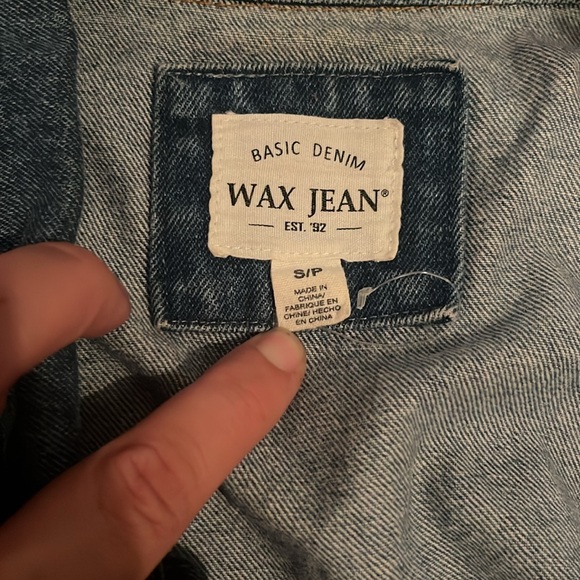 BASIC DENIM
WAX JEAN®
EST. '92
S/P
MADE IN
CHINA/
FABRIQUE EN
CHINE/ HECHO
EN CHINA